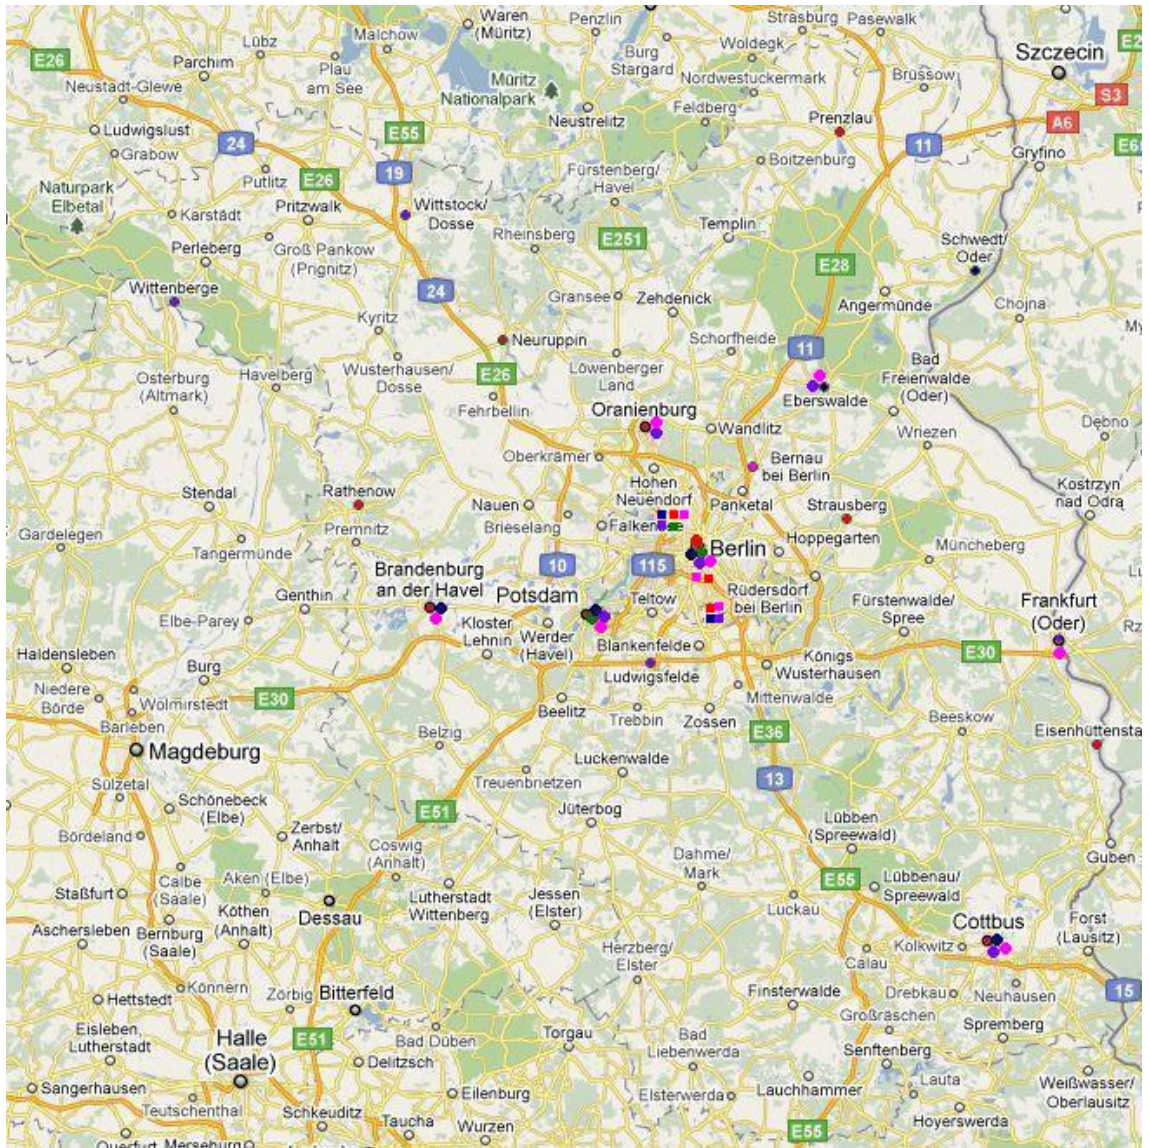 Waren
(Müritz)
Penzlin
Strasburg
Pasewalk
Malchow
Lübz
E26
Parchim
Plau
am See
Burg
Stargard
Woldegk
Szczecin
Neustadt-Glewe
Müritz
Nationalpark
Nordwestuckermark
Brüssow
S3
Ludwigslust
Neustrelitz
Feldberg
Prenzlau
A6
E55
24
11
Grabow
Boitzenburg
Gryfino
Putlitz
E26
19
Fürstenberg/
Havel
Naturpark
Elbetal
Karstädt
Pritzwalk
Wittstock/
Dosse
Templin
Rheinsberg
E251
Schwedt/
Oder
Perleberg
Groß Pankow
(Prignitz)
E28
Wittenberge
24
Gransee
Zehdenick
Angermünde
Chojna
Kyritz
Neuruppin
Schorfheide
11
My
Wusterhausen/
Dosse
E26
Löwenberger
Land
Bad
Freienwalde
(Oder)
Osterburg
(Altmark)
Havelberg
Fehrbellin
Oranienburg
Eberswalde
Wandlitz
Dębno
Wriezen
Oberkrämer
Bernau
bei Berlin
Stendal
Rathenow
Hohen
Neuendorf
Kostrzyn
nad Odrą
Nauen
Panketal
Strausberg
Gardelegen
Premnitz
Brieselang
Hoppegarten
Tangermünde
Berlin
Müncheberg
Brandenburg
an der Havel
10
115
Genthin
Potsdam
Teltow
Rüdersdorf
bei Berlin
Fürstenwalde/
Spree
Frankfurt
(Oder)
Elbe-Parey
Kloster
Lehnin
Werder
(Havel)
Blankenfelde
Haldensleben
Burg
Königs
Wusterhausen
E30
Ludwigsfelde
Niedere
Börde
Wolmirstedt
E30
Mittenwalde
Barleben
Beelitz
Trebbin
Zossen
Beeskow
Magdeburg
Belzig
E36
Eisenhüttensta
Luckenwalde
Sülzetal
Treuenbrietzen
13
Schönebeck
(Elbe)
E51
Jüterbog
Lübben
(Spreewald)
Bördeland
Zerbst/
Anhalt
Coswig
(Anhalt)
Dahme/
Mark
Guben
Calbe
(Saale)
Aken (Elbe)
E55
Lübbenau/
Spreewald
Staßfurt
Lutherstadt
Wittenberg
Jessen
(Elster)
Köthen
(Anhalt)
Dessau
Luckau
Cottbus
Forst
(Lausitz)
Aschersleben
Bernburg
(Saale)
Herzberg/
Elster
Kolkwitz
Calau
Könnern
Zörbig
Bitterfeld
Finsterwalde
Drebkau
Neuhausen
15
Hettstedt
Großräschen
Eisleben,
Lutherstadt
Halle
(Saale)
E51
Bad Düben
Torgau
Bad
Liebenwerda
Spremberg
Delitzsch
Senftenberg
Sangerhausen
Eilenburg
Elsterwerda
Lauchhammer
Lauta
Weißwasser/
Oberlausitz
Teutschenthal
Schkeuditz
Taucha
Wurzen
E55
Hoyerswerda
Querfurt
Merseburg